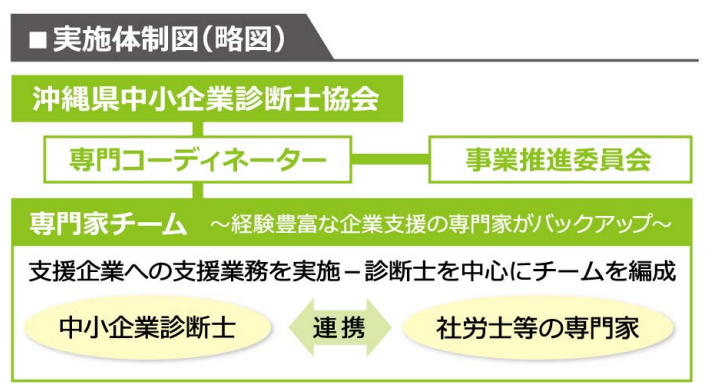 ■実施体制図(略図)
沖縄県中小企業診断士協会
専門コーディネーター
事業推進委員会
専門家チーム ～経験豊富な企業支援の専門家がバックアップ～
支援企業への支援業務を実施－診断士を中心にチームを編成
中小企業診断士
連携
社労士等の専門家